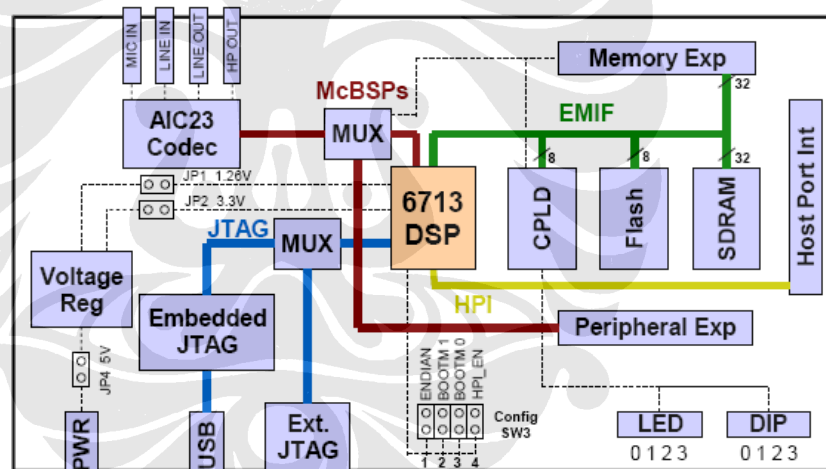 MIC IN
LINE IN
LINE OUT
HP OUT
AIC23
Codec
McBSPs
MUX
Memory Exp
32
EMIF
8
8
32
JP1 1.26V
JP2 3.3V
6713
DSP
CPLD
Flash
SDRAM
Host Port Int
JTAG
MUX
Voltage
Reg
HPI
Embedded
JTAG
Peripheral Exp
JP4 5V
ENDIAN
BOOTM 1
BOOTM 0
HPI_EN
Config
SW3
1 2 3 4
PWR
USB
Ext.
JTAG
LED
0 1 2 3
DIP
0 1 2 3